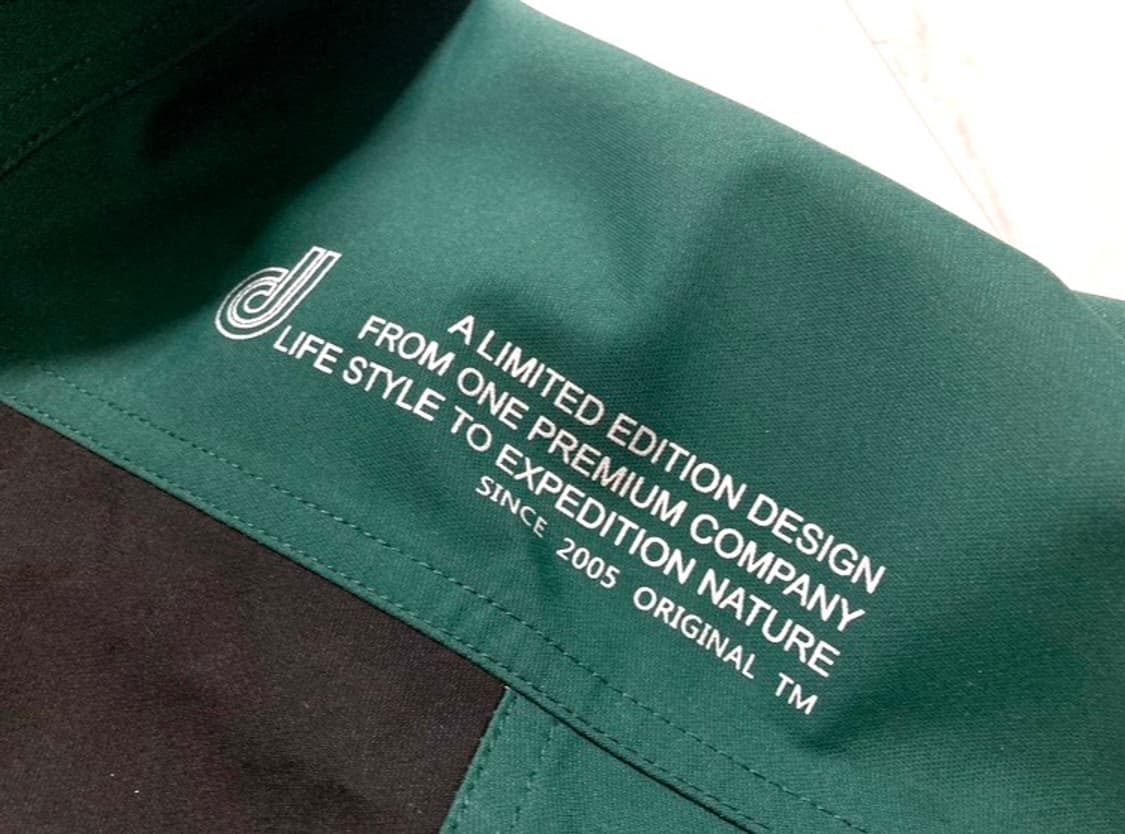 d
A LIMITED EDITION DESIGN
FROM ONE PREMIUM COMPANY
LIFE STYLE TO EXPEDITION NATURE
SINCE 2005 ORIGINAL TM